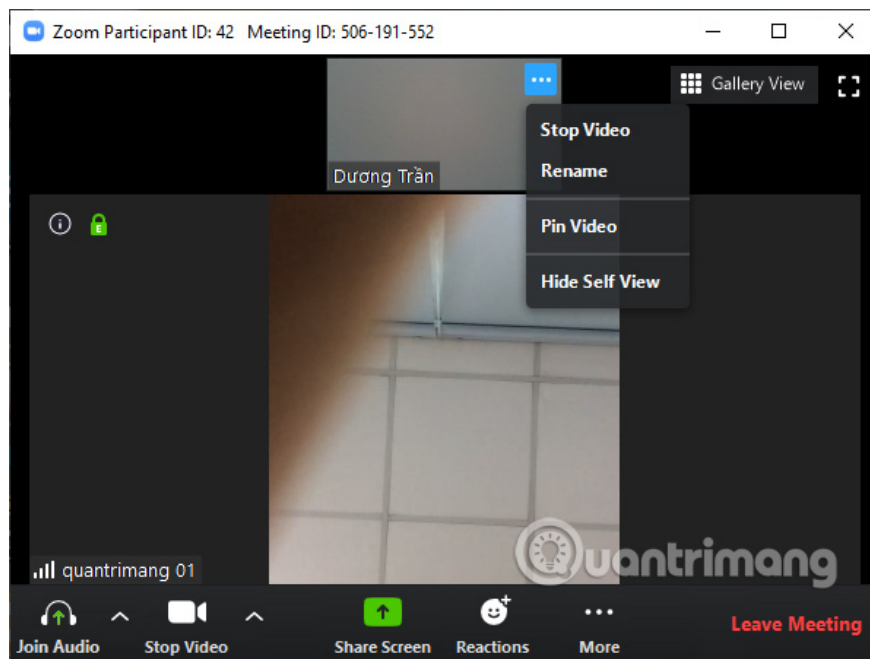 Zoom Participant ID: 42 Meeting ID: 506-191-552
Gallery View
Dương Trần
Stop Video
Rename
Pin Video
Hide Self View
E
quantrimang 01
Quantrimang
Join Audio
Stop Video
Share Screen
Reactions
More
Leave Meeting